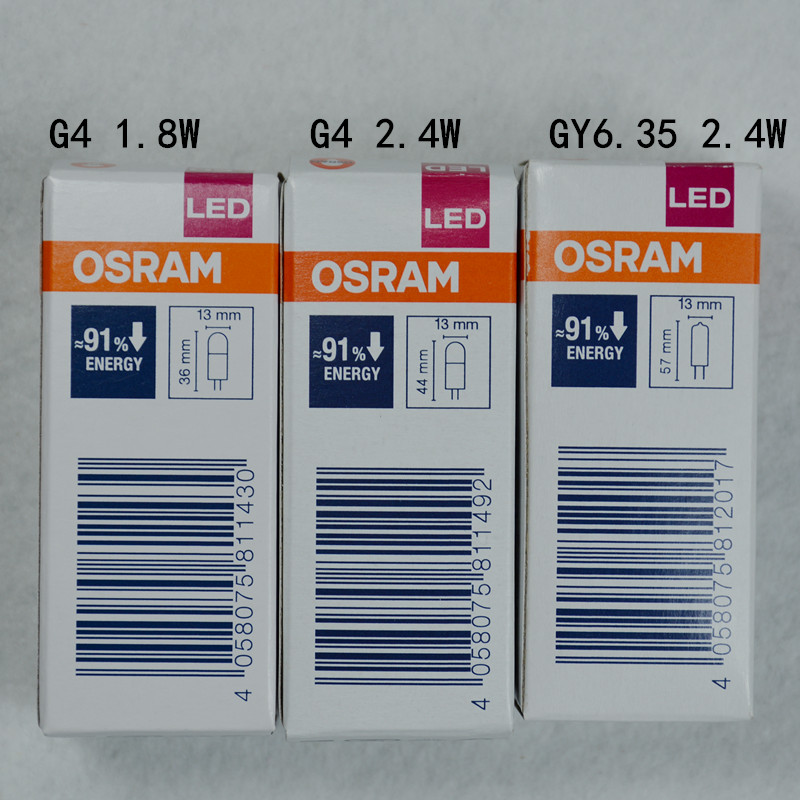 G4 1.8W
LED
OSRAM
≈91%
ENERGY
13 mm
36 mm
4 058075 811430
G4 2.4W
LED
LED
OSRAM
≈91%
ENERGY
13 mm
44 mm
4 058075 811492
GY6.35 2.4W
LED
OSRAM
≈91%
ENERGY
13 mm
57 mm
4 058075 812017